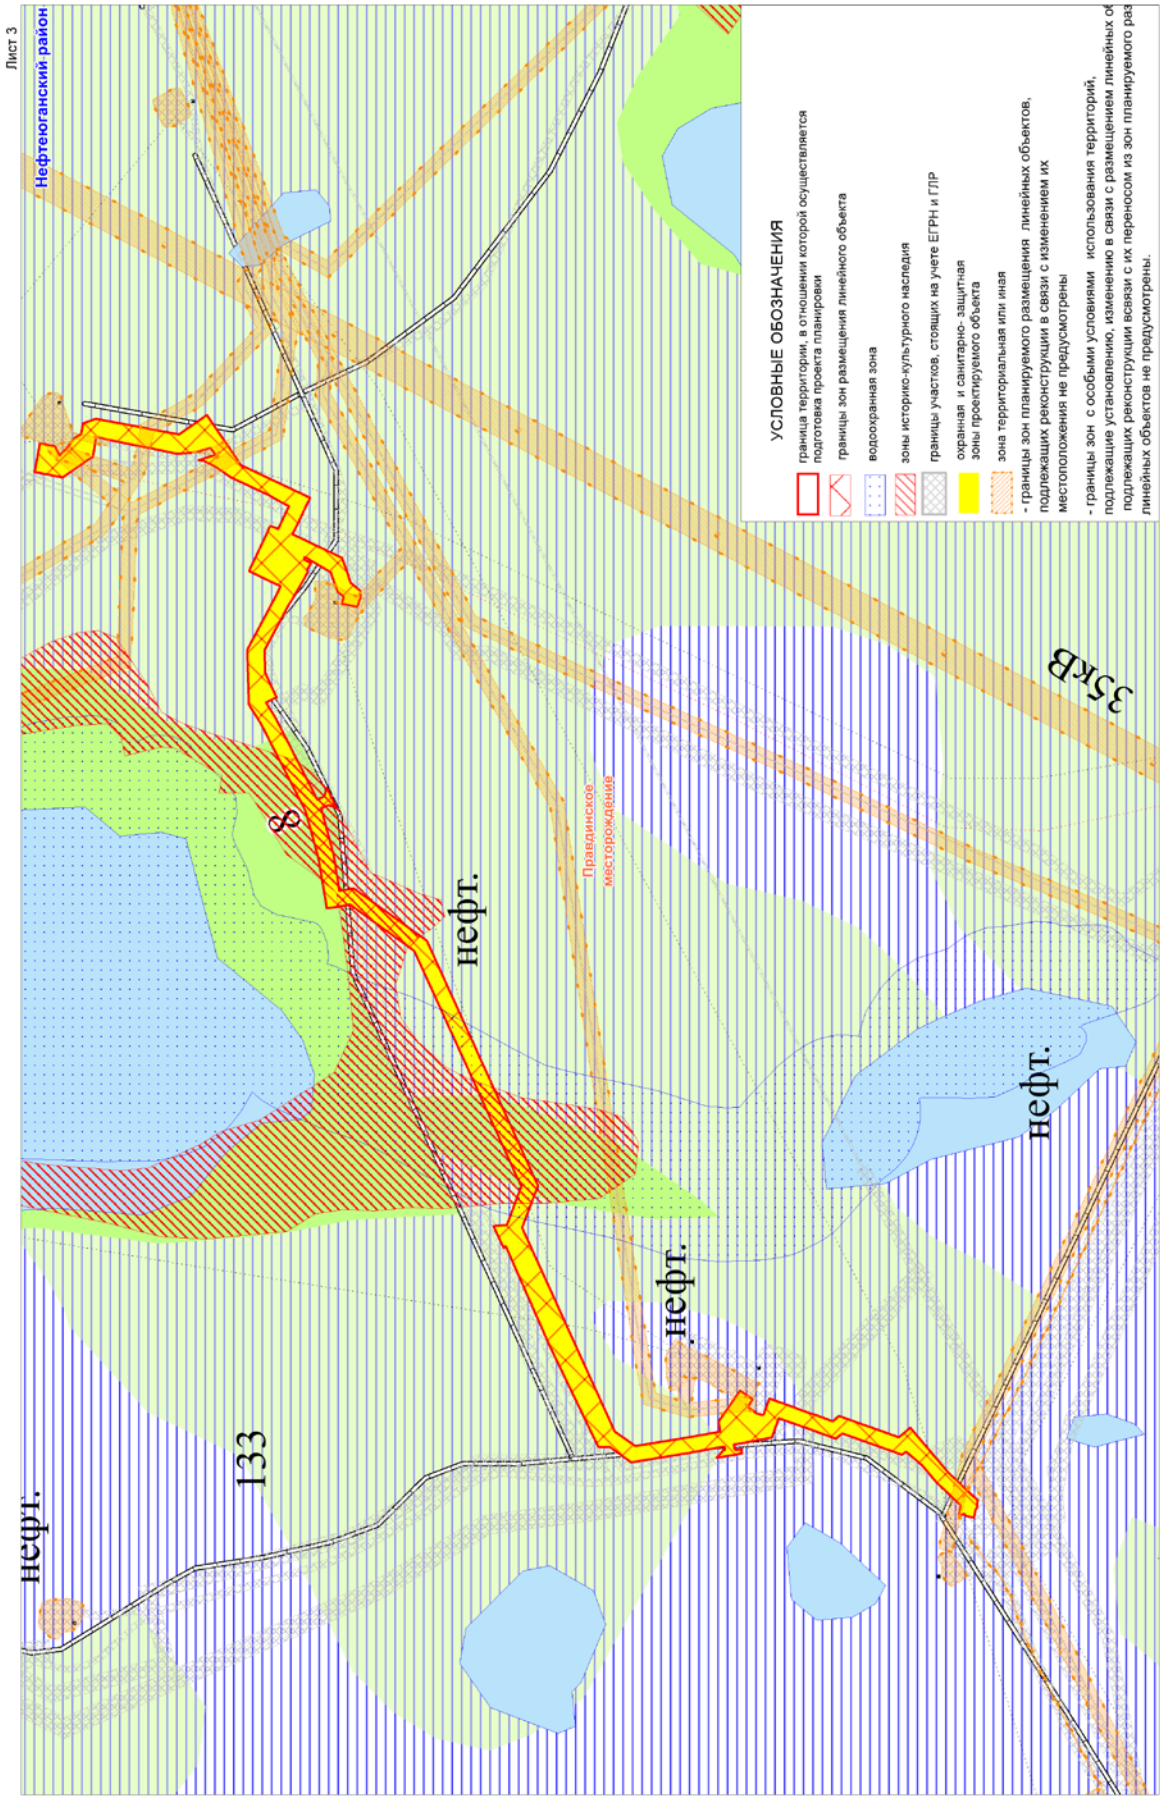 Лист 3
Нефтеюганский район
35кВ
8
Правдинское
месторождение
нефт.
нефт.
нефт.
133
нефт.
УСЛОВНЫЕ ОБОЗНАЧЕНИЯ
граница территории, в отношении которой осуществляется
подготовка проекта планировки
границы зон размещения линейного объекта
водоохранная зона
зоны историко-культурного наследия
границы участков, стоящих на учете ЕГРН и ГЛР
охранная и санитарно- защитная
зоны проектируемого объекта
зона территориальная или иная
- границы зон планируемого размещения линейных объектов,
подлежащих реконструкции в связи с изменением их
местоположения не предусмотрены
- границы зон с особыми условиями использования территорий,
подлежащие установлению, изменению в связи с размещением линейных об
подлежащих реконструкции всвязи с их переносом из зон планируемого раз
линейных объектов не предусмотрены.